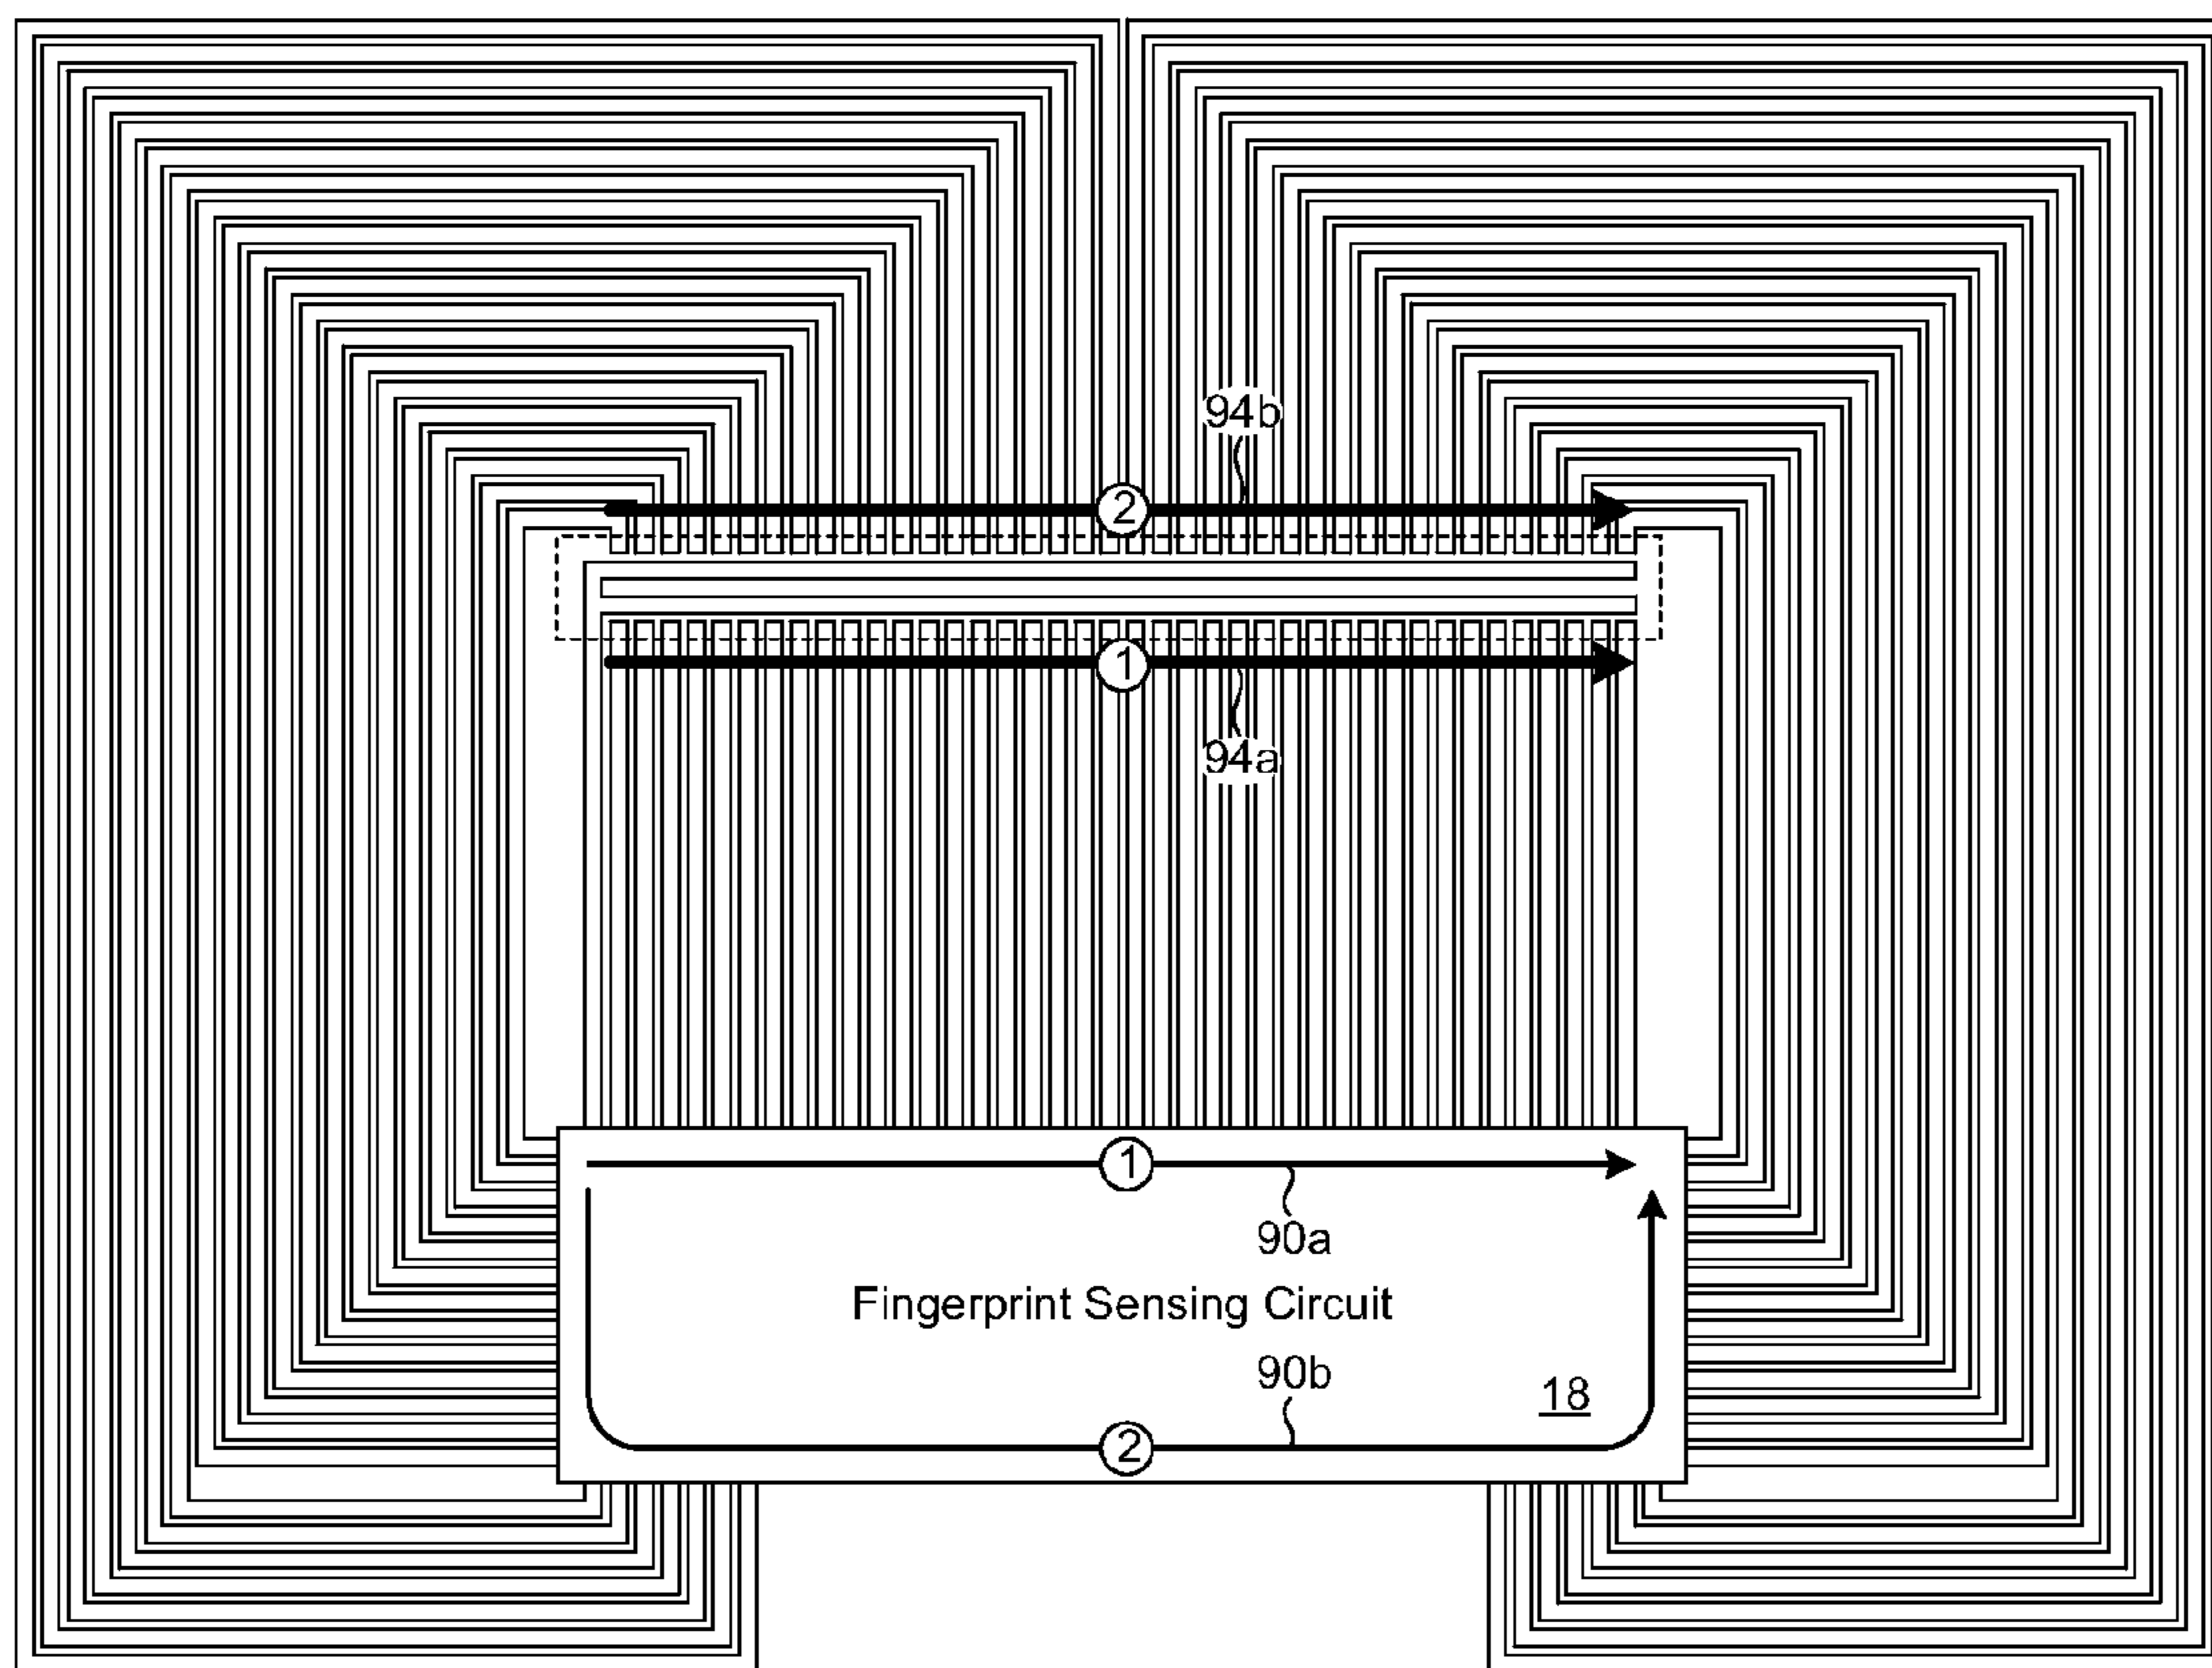 94b
2
1
94a
1
90a
Fingerprint Sensing Circuit
90b
18
2